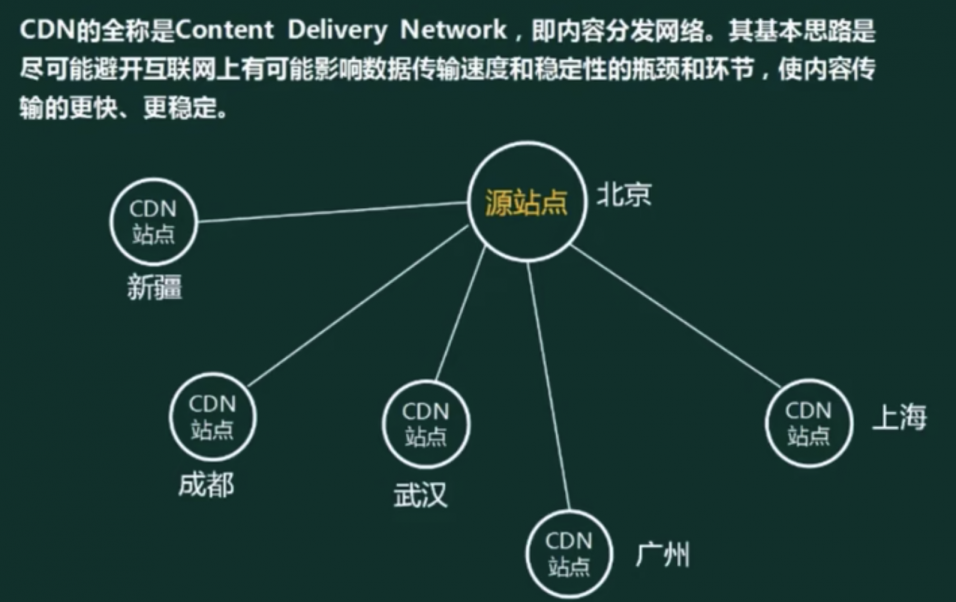 CDN的全称是Content Delivery Network，即内容分发网络。其基本思路是
尽可能避开互联网上有可能影响数据传输速度和稳定性的瓶颈和环节，使内容传
输的更快、更稳定。
源站点
北京
CDN
站点
新疆
CDN
站点
成都
CDN
站点
武汉
CDN
站点
上海
CDN
站点
广州